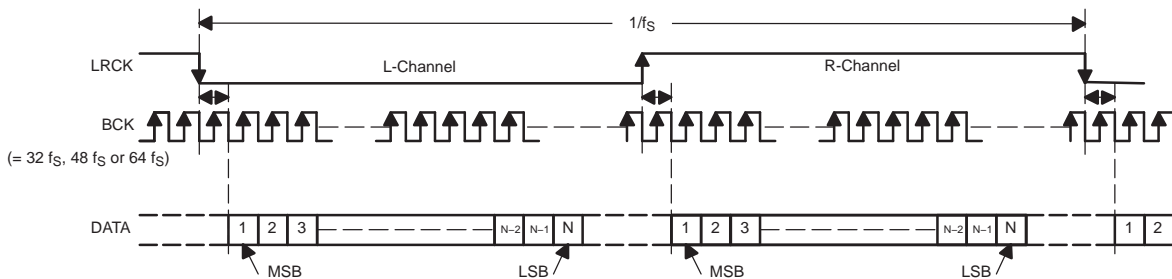 1/fS
LRCK
L-Channel
R-Channel
BCK
(= 32 fS, 48 fS or 64 fS)
DATA
1 2 3 N–2 N–1 N 1 2 3 N–2 N–1 N 1 2
MSB LSB MSB LSB